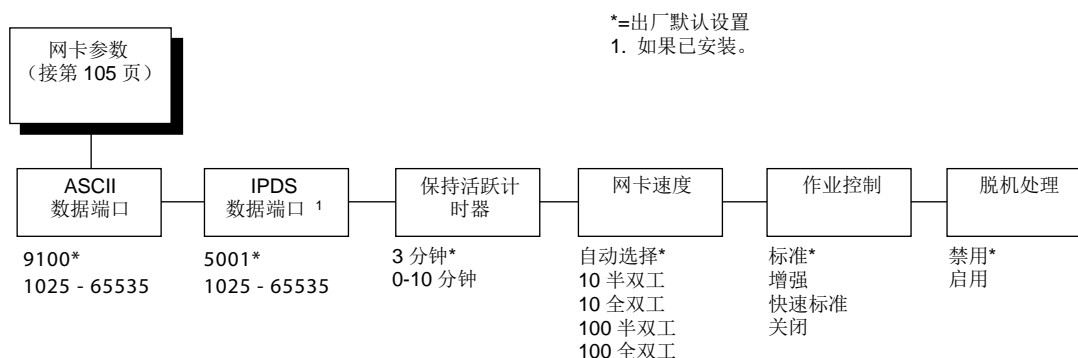 *=出厂默认设置
1. 如果已安装。
网卡参数
（接第 105 页）
ASCII
数据端口
9100*
1025 - 65535
IPDS
数据端口 1
5001*
1025 - 65535
保持活跃计
时器
3 分钟*
0-10 分钟
网卡速度
自动选择*
10 半双工
10 全双工
100 半双工
100 全双工
作业控制
标准*
增强
快速标准
关闭
脱机处理
禁用*
启用